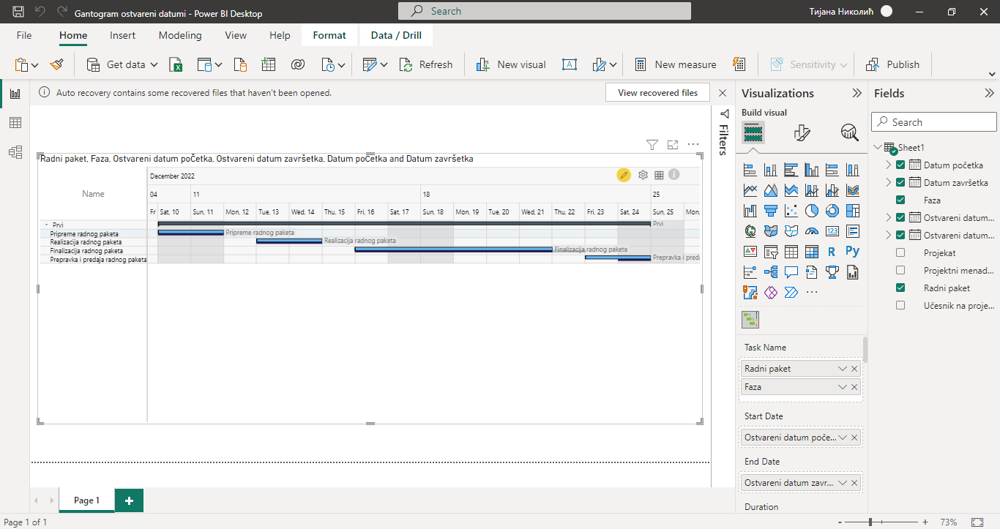 Gantogram ostvareni datumi - Power BI Desktop
Search
Тијана Николић
File
Home
Insert
Modeling
View
Help
Format
Data / Drill
Get data
Refresh
New visual
New measure
Sensitivity
Publish
Auto recovery contains some recovered files that haven't been opened.
View recovered files
Filters
Radni paket, Faza, Ostvareni datum početka, Ostvareni datum završetka, Datum početka and Datum završetka
Name
December 2022
04
11
18
25
Fr
Sat, 10
Sun, 11
Mon, 12
Tue, 13
Wed, 14
Thu, 15
Fri, 16
Sat, 17
Sun, 18
Mon, 19
Tue, 20
Wed, 21
Thu, 22
Fri, 23
Sat, 24
Sun, 25
Mon,
Prvi
Prvi
Pripreme radnog paketa
Pripreme radnog paketa
Realizacija radnog paketa
Realizacija radnog paketa
Finalizacija radnog paketa
Finalizacija radnog paketa
Prepravka i predaja radnog paketa
Prepravka i preda
Page 1
Page 1 of 1
- + 73%
Visualizations
Build visual
123
R
Py
Task Name
Radni paket
Faza
Start Date
Ostvareni datum poče...
End Date
Ostvareni datum zavr...
Duration
Fields
Search
Sheet1
Datum početka
Datum završetka
Faza
Ostvareni datum...
Ostvareni datum...
Projekat
Projektni menad...
Radni paket
Učesnik na proje...